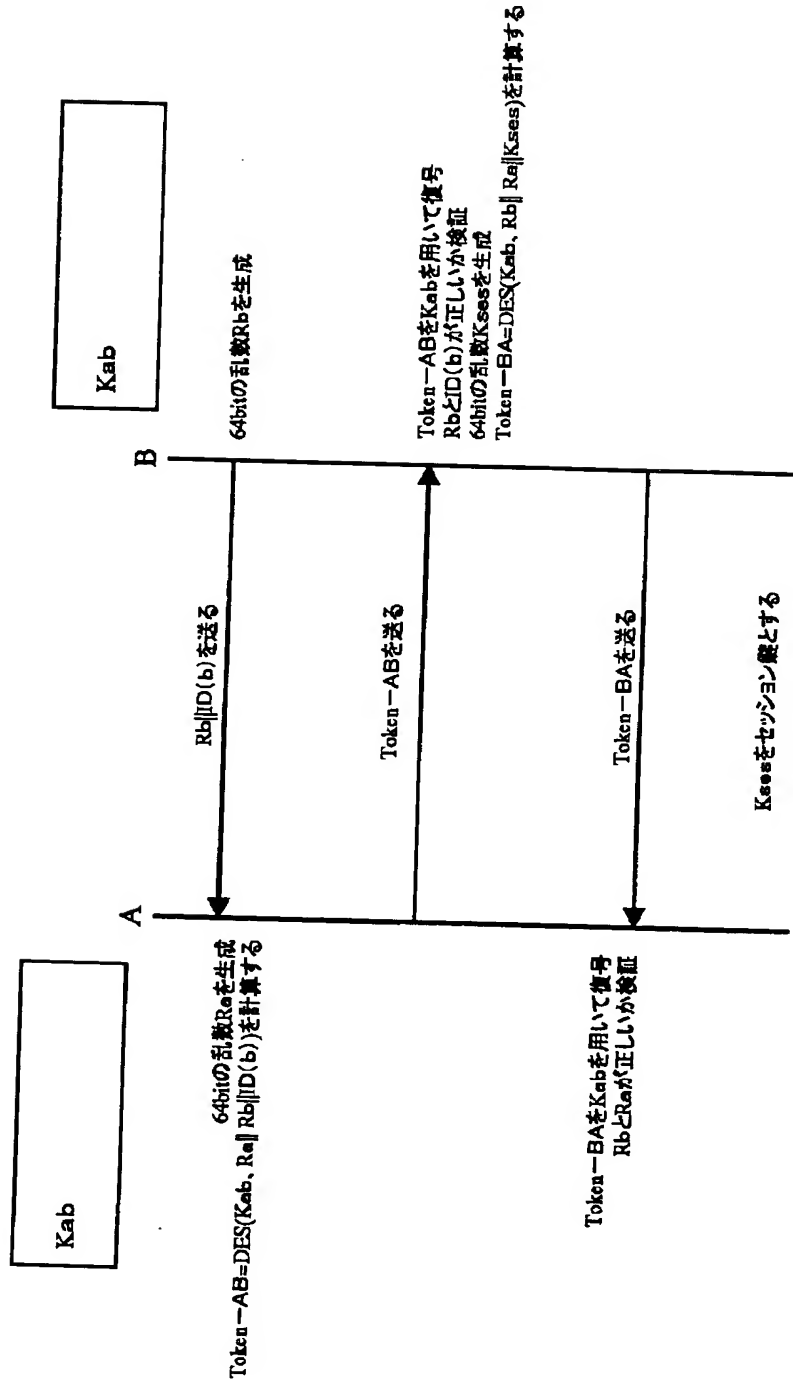 Kab
Kab
A
B
64bitの乱数Rbを生成
Rb||ID(b)を送る
64bitの乱数Raを生成
Token－AB=DES(Kab、Ra|| Rb||ID(b))を計算する
Token－ABを送る
Token－ABをKabを用いて復号
RbとID(b)が正しいか検証
64bitの乱数Ksesを生成
Token－BA=DES(Kab、Rb|| Ra||Kses)を計算する
Token－BAを送る
Token－BAをKabを用いて復号
RbとRaが正しいか検証
Ksesをセッション鍵とする